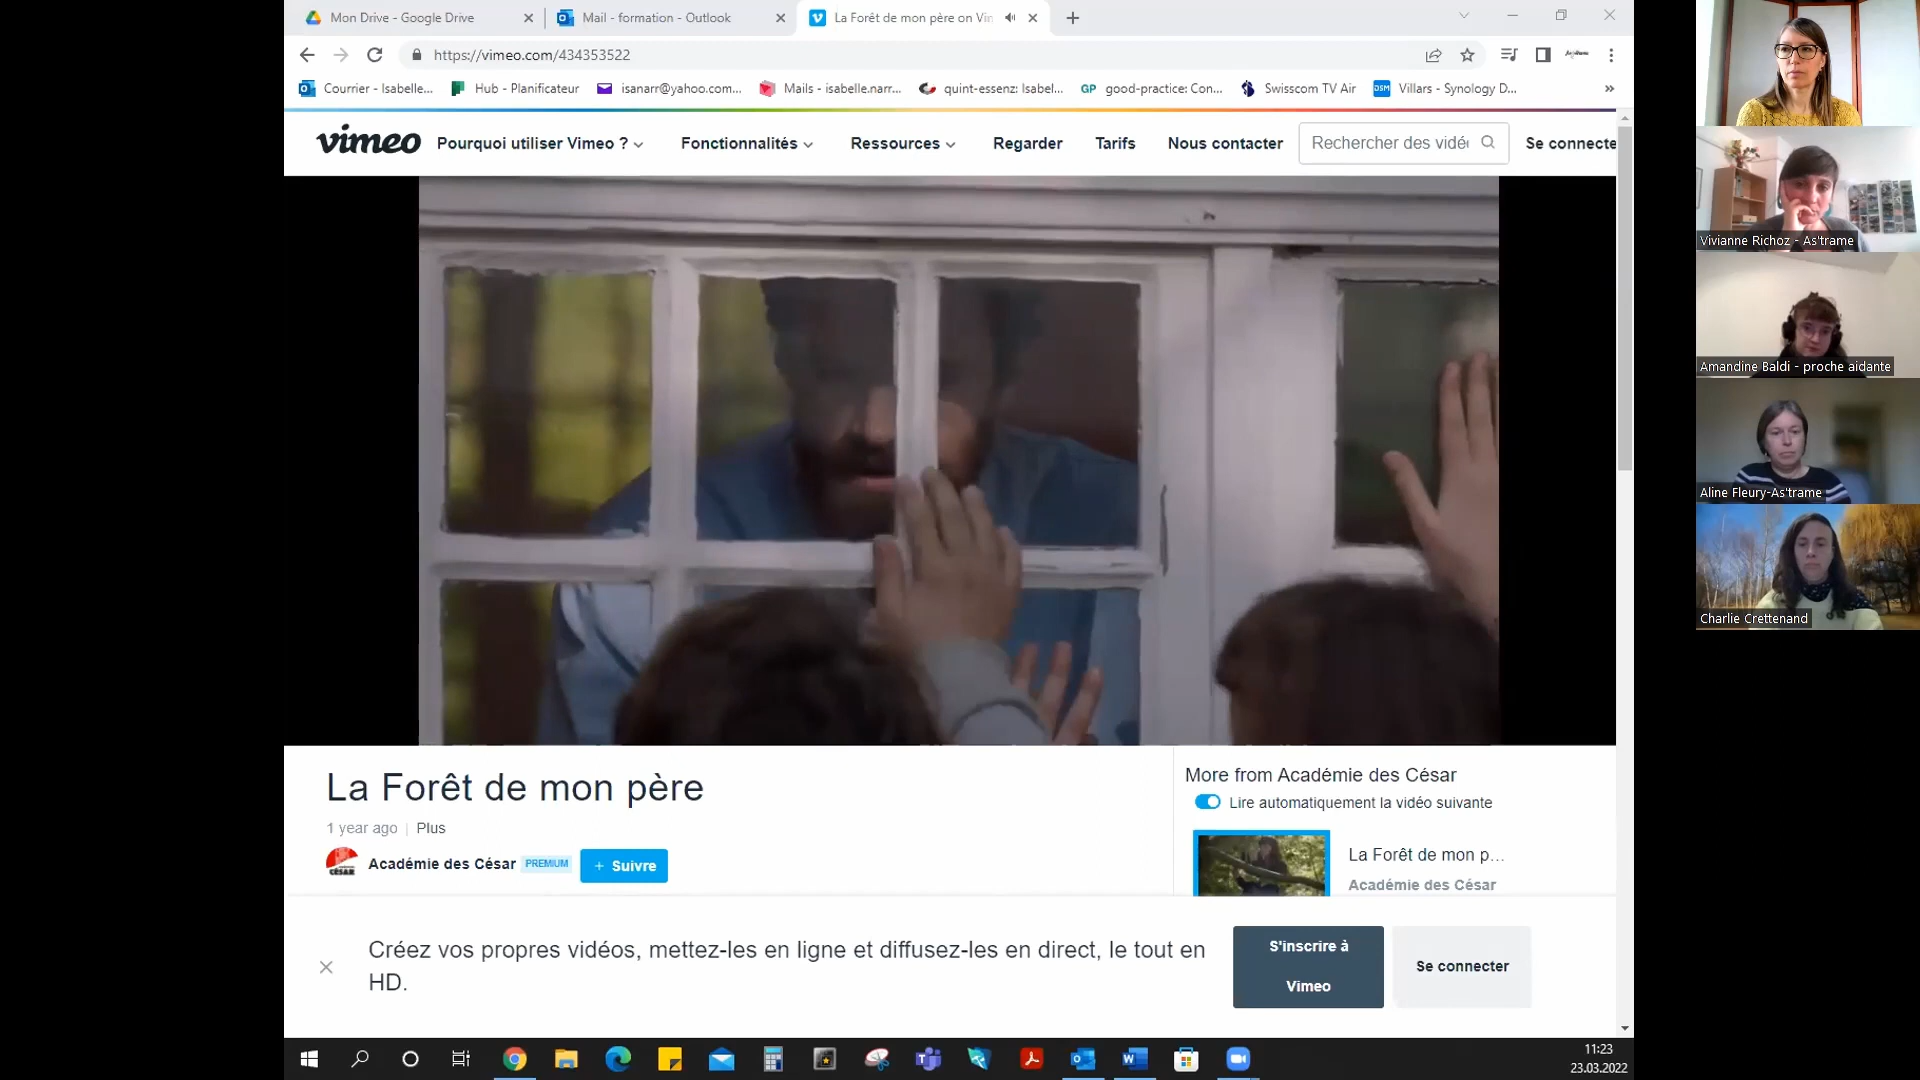 Mon Drive - Google Drive
Mail - formation - Outlook
La Forêt de mon père on Vim
https://vimeo.com/434353522
Courrier - Isabelle...
Hub - Planificateur
isanarr@yahoo.com...
Mails - isabelle.narr...
quint-essenz: Isabel...
GP good-practice: Con...
Swisscom TV Air
DSM Villars - Synology D...
vimeo
Pourquoi utiliser Vimeo ?
Fonctionnalités
Ressources
Regarder
Tarifs
Nous contacter
Rechercher des vidé
Se connecte
La Forêt de mon père
1 year ago | Plus
CÉSAR
Académie des César PREMIUM
+ Suivre
More from Académie des César
Lire automatiquement la vidéo suivante
La Forêt de mon p...
Académie des César
Créez vos propres vidéos, mettez-les en ligne et diffusez-les en direct, le tout en
HD.
S'inscrire à
Vimeo
Se connecter
11:23
23.03.2022
Vivianne Richoz - As'trame
Amandine Baldi - proche aidante
Aline Fleury-As'trame
Charlie Crettenand